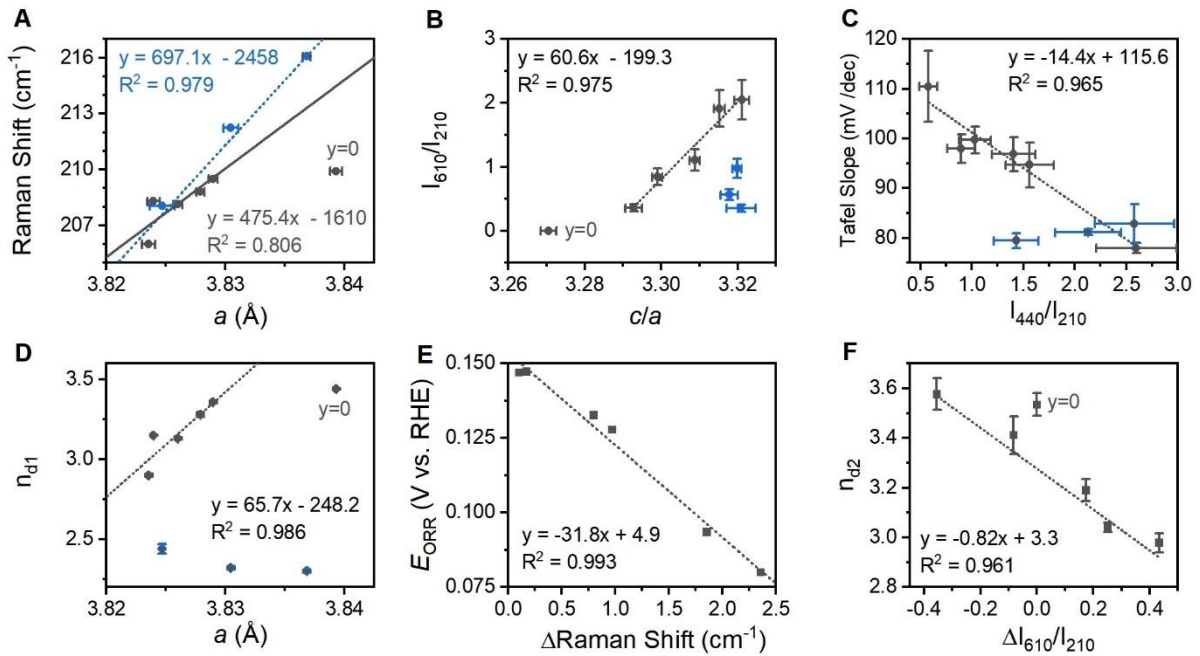 A
Raman Shift (cm⁻¹)
216
213
210
207
y = 697.1x - 2458
R² = 0.979
y=0
y = 475.4x - 1610
R² = 0.806
3.82
3.83
3.84
a (Å)
B
I₆₁₀/I₂₁₀
3
2
1
0
y = 60.6x - 199.3
R² = 0.975
y=0
3.26
3.28
3.30
3.32
c/a
C
Tafel Slope (mV /dec)
120
110
100
90
80
y = -14.4x + 115.6
R² = 0.965
0.5
1.0
1.5
2.0
2.5
3.0
I₄₄₀/I₂₁₀
D
n_d1
3.5
3.0
2.5
y=0
y = 65.7x - 248.2
R² = 0.986
3.82
3.83
3.84
a (Å)
E
E_ORR (V vs. RHE)
0.150
0.125
0.100
0.075
y = -31.8x + 4.9
R² = 0.993
0.0
0.5
1.0
1.5
2.0
2.5
ΔRaman Shift (cm⁻¹)
F
n_d2
3.6
3.4
3.2
3.0
2.8
y=0
y = -0.82x + 3.3
R² = 0.961
-0.4
-0.2
0.0
0.2
0.4
ΔI₆₁₀/I₂₁₀